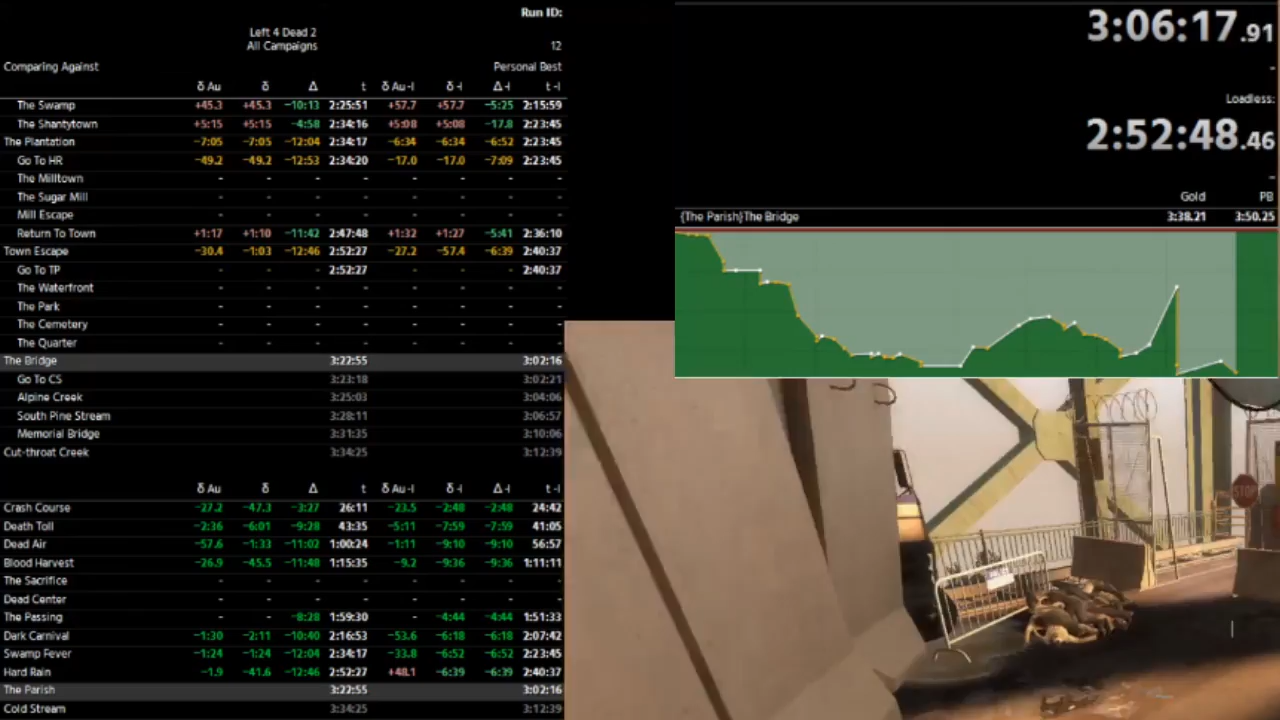 Run ID:
Left 4 Dead 2
All Campaigns 12
Comparing Against Personal Best
δ Au δ Δ t δ Au-I δ -I Δ -I t -I
The Swamp +45.3 +45.3 −10:13 2:25:51 +57.7 +57.7 −5:25 2:15:59
The Shantytown +5:15 +5:15 −4:58 2:34:16 +5:08 +5:08 −17.8 2:23:45
The Plantation −7:05 −7:05 −12:04 2:34:17 −6:34 −6:34 −6:52 2:23:45
Go To HR −49.2 −49.2 −12:53 2:34:20 −17.0 −17.0 −7:09 2:23:45
The Milltown - - - - - - - -
The Sugar Mill - - - - - - - -
Mill Escape - - - - - - - -
Return To Town +1:17 +1:10 −11:42 2:47:48 +1:32 +1:27 −5:41 2:36:10
Town Escape −30.4 −1:03 −12:46 2:52:27 −27.2 −57.4 −6:39 2:40:37
Go To TP - - - 2:52:27 - - - 2:40:37
The Waterfront - - - - - - - -
The Park - - - - - - - -
The Cemetery - - - - - - - -
The Quarter - - - - - - - -
The Bridge 3:22:55 3:02:16
Go To CS 3:23:18 3:02:21
Alpine Creek 3:25:03 3:04:06
South Pine Stream 3:28:11 3:06:57
Memorial Bridge 3:31:35 3:10:06
Cut-throat Creek 3:34:25 3:12:39
δ Au δ Δ t δ Au-I δ -I Δ -I t -I
Crash Course −27.2 −47.3 −3:27 26:11 −23.5 −2:48 −2:48 24:42
Death Toll −2:36 −6:01 −9:28 43:35 −5:11 −7:59 −7:59 41:05
Dead Air −57.6 −1:33 −11:02 1:00:24 −1:11 −9:10 −9:10 56:57
Blood Harvest −26.9 −45.5 −11:48 1:15:35 −9.2 −9:36 −9:36 1:11:11
The Sacrifice - - - - - - - -
Dead Center - - - - - - - -
The Passing - - −8:28 1:59:30 - −4:44 −4:44 1:51:33
Dark Carnival −1:30 −2:11 −10:40 2:16:53 −53.6 −6:18 −6:18 2:07:42
Swamp Fever −1:24 −1:24 −12:04 2:34:17 −33.8 −6:52 −6:52 2:23:45
Hard Rain −1.9 −41.6 −12:46 2:52:27 +48.1 −6:39 −6:39 2:40:37
The Parish 3:22:55 3:02:16
Cold Stream 3:34:25 3:12:39
3:06:17.91
-
Loadless:
2:52:48.46
-
Gold PB
{The Parish}The Bridge 3:38.21 3:50.25
STOP